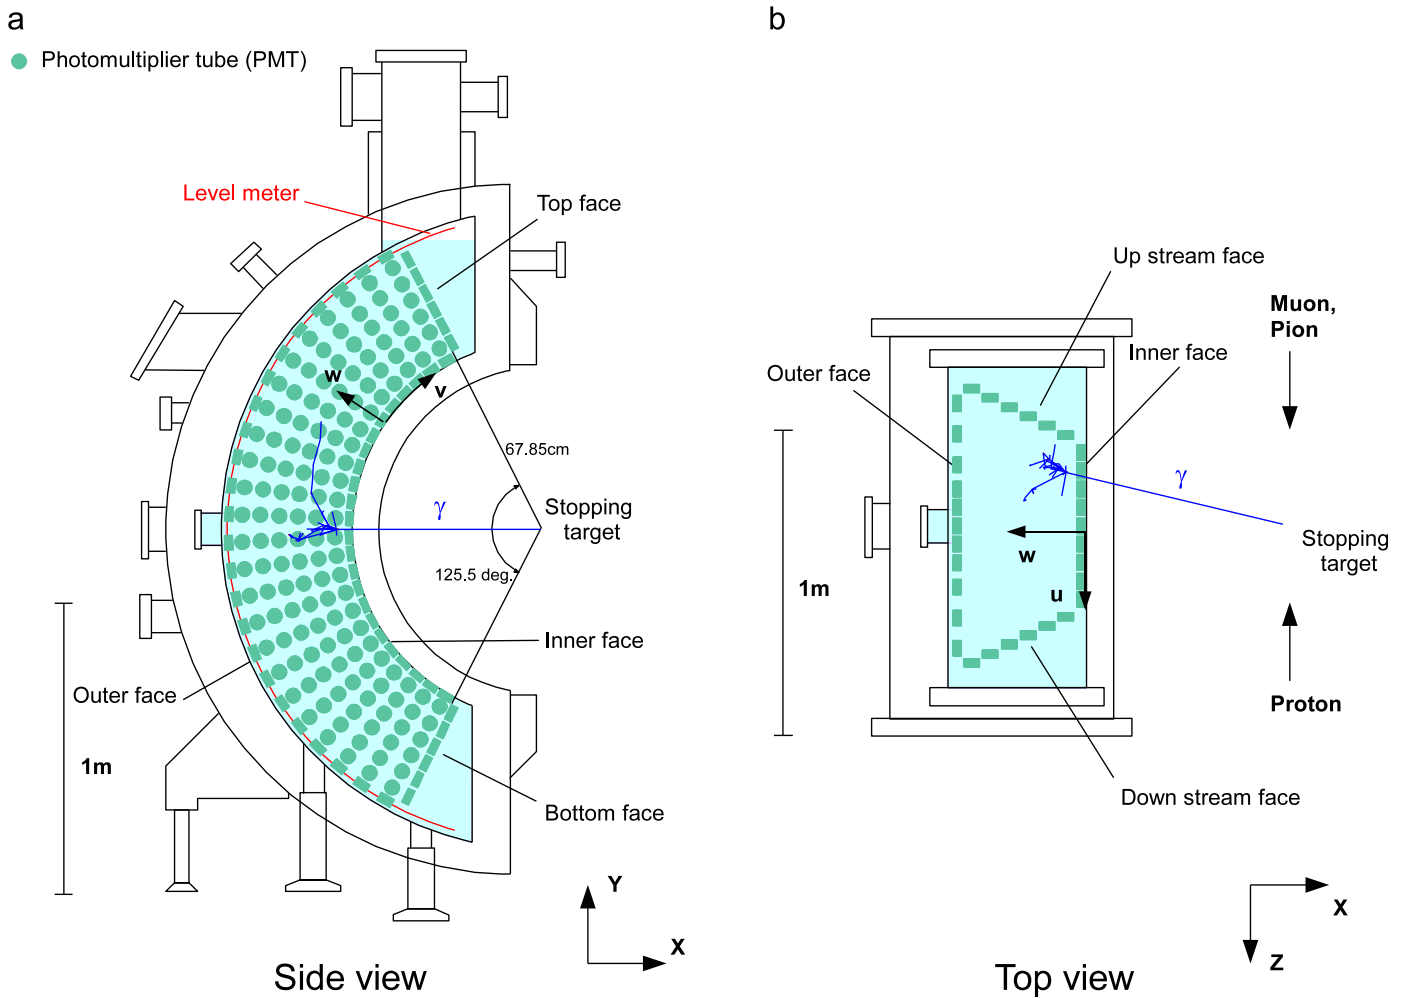 a
Photomultiplier tube (PMT)
Level meter
Top face
w
v
67.85cm
γ
Stopping
target
125.5 deg.
Inner face
Outer face
1m
Bottom face
Y
X
Side view
b
Up stream face
Muon,
Pion
Inner face
Outer face
γ
Stopping
target
w
u
1m
Proton
Down stream face
X
Z
Top view